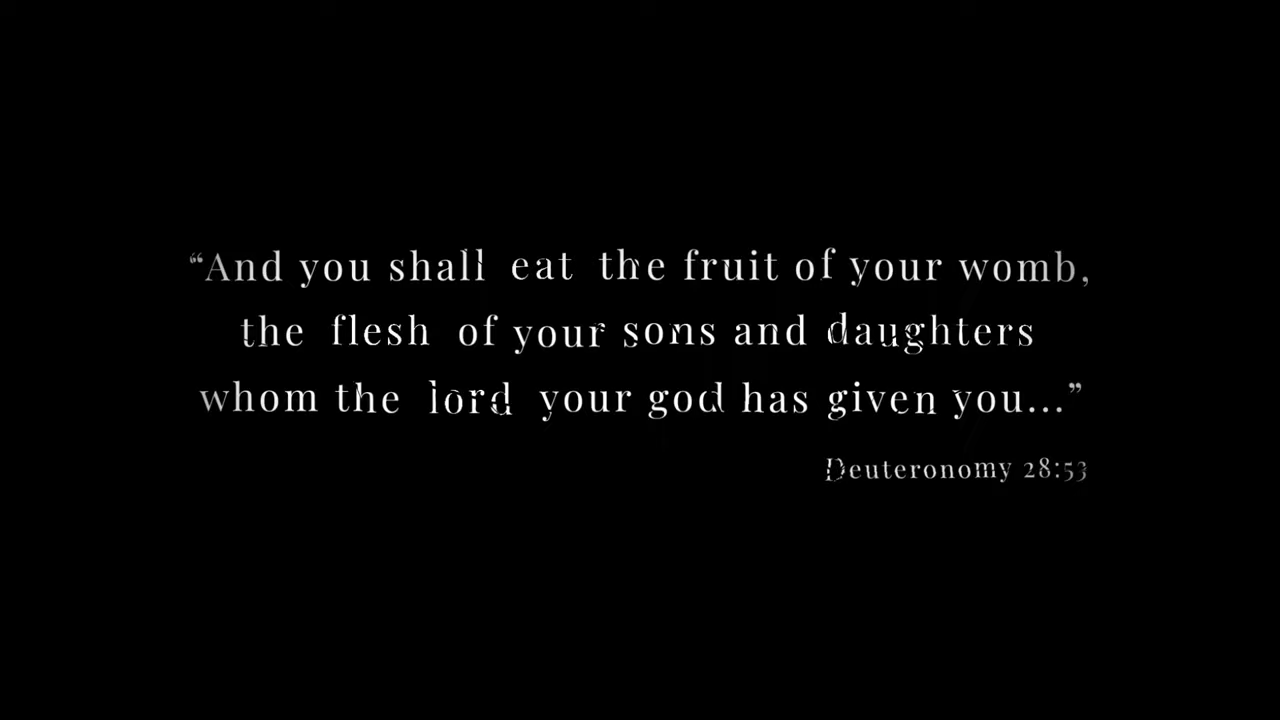 “And you shall eat the fruit of your womb,
the flesh of your sons and daughters
whom the lord your god has given you...”
Deuteronomy 28:53